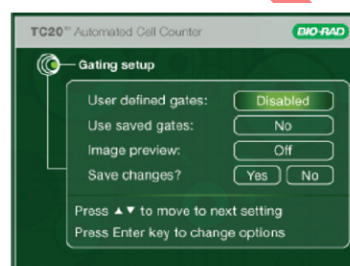 TC20™ Automated Cell Counter BIO-RAD
Gating setup
User defined gates: Disabled
Use saved gates: No
Image preview: Off
Save changes? Yes No
Press ▲▼ to move to next setting
Press Enter key to change options